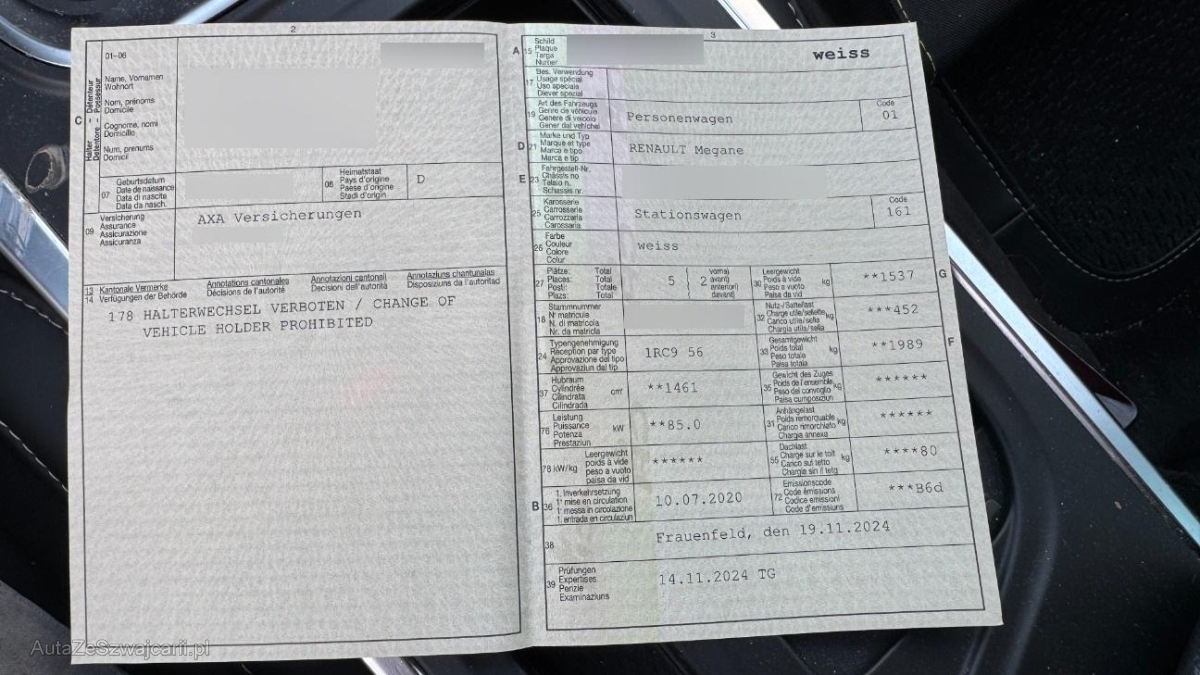 2
01-06
Name, Vornamen
Wohnort
Nom, prénoms
Domicile
Cognome, nomi
Domicilio
Num, prenums
Domicil
C
Halter - Détenteur
Detentore - Possessur
07
Geburtsdatum
Date de naissance
Data di nascita
Data da nasch.
08
Heimatstaat
Pays d'origine
Paese d'origine
Stadi d'origin
D
09
Versicherung
Assurance
Assicurazione
Assicuranza
AXA Versicherungen
13 Kantonale Vermerke
14 Verfügungen der Behörde
Annotations cantonales
Décisions de l'autorité
Annotazioni cantonali
Decisioni dell'autorità
Annotaziuns chantunalas
Disposiziuns da l'autoritad
178 HALTERWECHSEL VERBOTEN / CHANGE OF
VEHICLE HOLDER PROHIBITED
3
A 15
Schild
Plaque
Targa
Numer
weiss
17
Bes. Verwendung
Usage spécial
Uso speciale
Diever spezial
19
Art des Fahrzeugs
Genre de véhicule
Genere di veicolo
Gener dal vehichel
Personenwagen
Code
01
D 21
Marke und Typ
Marque et type
Marca e tipo
Marca e tip
RENAULT Megane
E 23
Fahrgestell-Nr.
Châssis no
Telaio n.
Schassis nr.
25
Karosserie
Carrosserie
Carrozzeria
Carossaria
Stationswagen
Code
161
26
Farbe
Couleur
Colore
Colur
weiss
27
Plätze: Total
Places: Total
Posti: Totale
Plazs: Total
5
2
vorne)
avant)
anteriori)
davant)
30
Leergewicht
Poids à vide
Peso a vuoto
Paisa da vid
kg
**1537
G
18
Stammnummer
Nº matricule
N. di matricola
Nr. da matricla
32
Nutz-/Sattellast
Charge utile/sellette
Carico utile/sella
Chargia utila/sella
kg
***452
24
Typengenehmigung
Réception par type
Approvazione del tipo
Approvaziun del tip
1RC9 56
33
Gesamtgewicht
Poids total
Peso totale
Paisa totala
kg
**1989
F
37
Hubraum
Cylindrée
Cilindrata
Cilindrada
cm³
**1461
35
Gewicht des Zuges
Poids de l'ensemble
Peso del convoglio
Paisa cumposiziun
kg
******
76
Leistung
Puissance
Potenza
Prestaziun
kW
**85.0
31
Anhängelast
Poids remorquable
Carico rimorchiato
Chargia annexa
kg
******
78 kW/kg
Leergewicht
poids à vide
peso a vuoto
paisa da vid
******
55
Dachlast
Charge sur le toit
Carico sul tetto
Chargia sin il tetg
kg
****80
B 36
1. Inverkehrsetzung
1re mise en circulation
1a messa in circolazione
1. entrada en circulaziun
10.07.2020
72
Emissionscode
Code émissions
Codice emissioni
Code d'emissiuns
***B6d
38
Frauenfeld, den 19.11.2024
39
Prüfungen
Expertises
Perizie
Examinaziuns
14.11.2024 TG
AutaZeSzwajcarii.pl